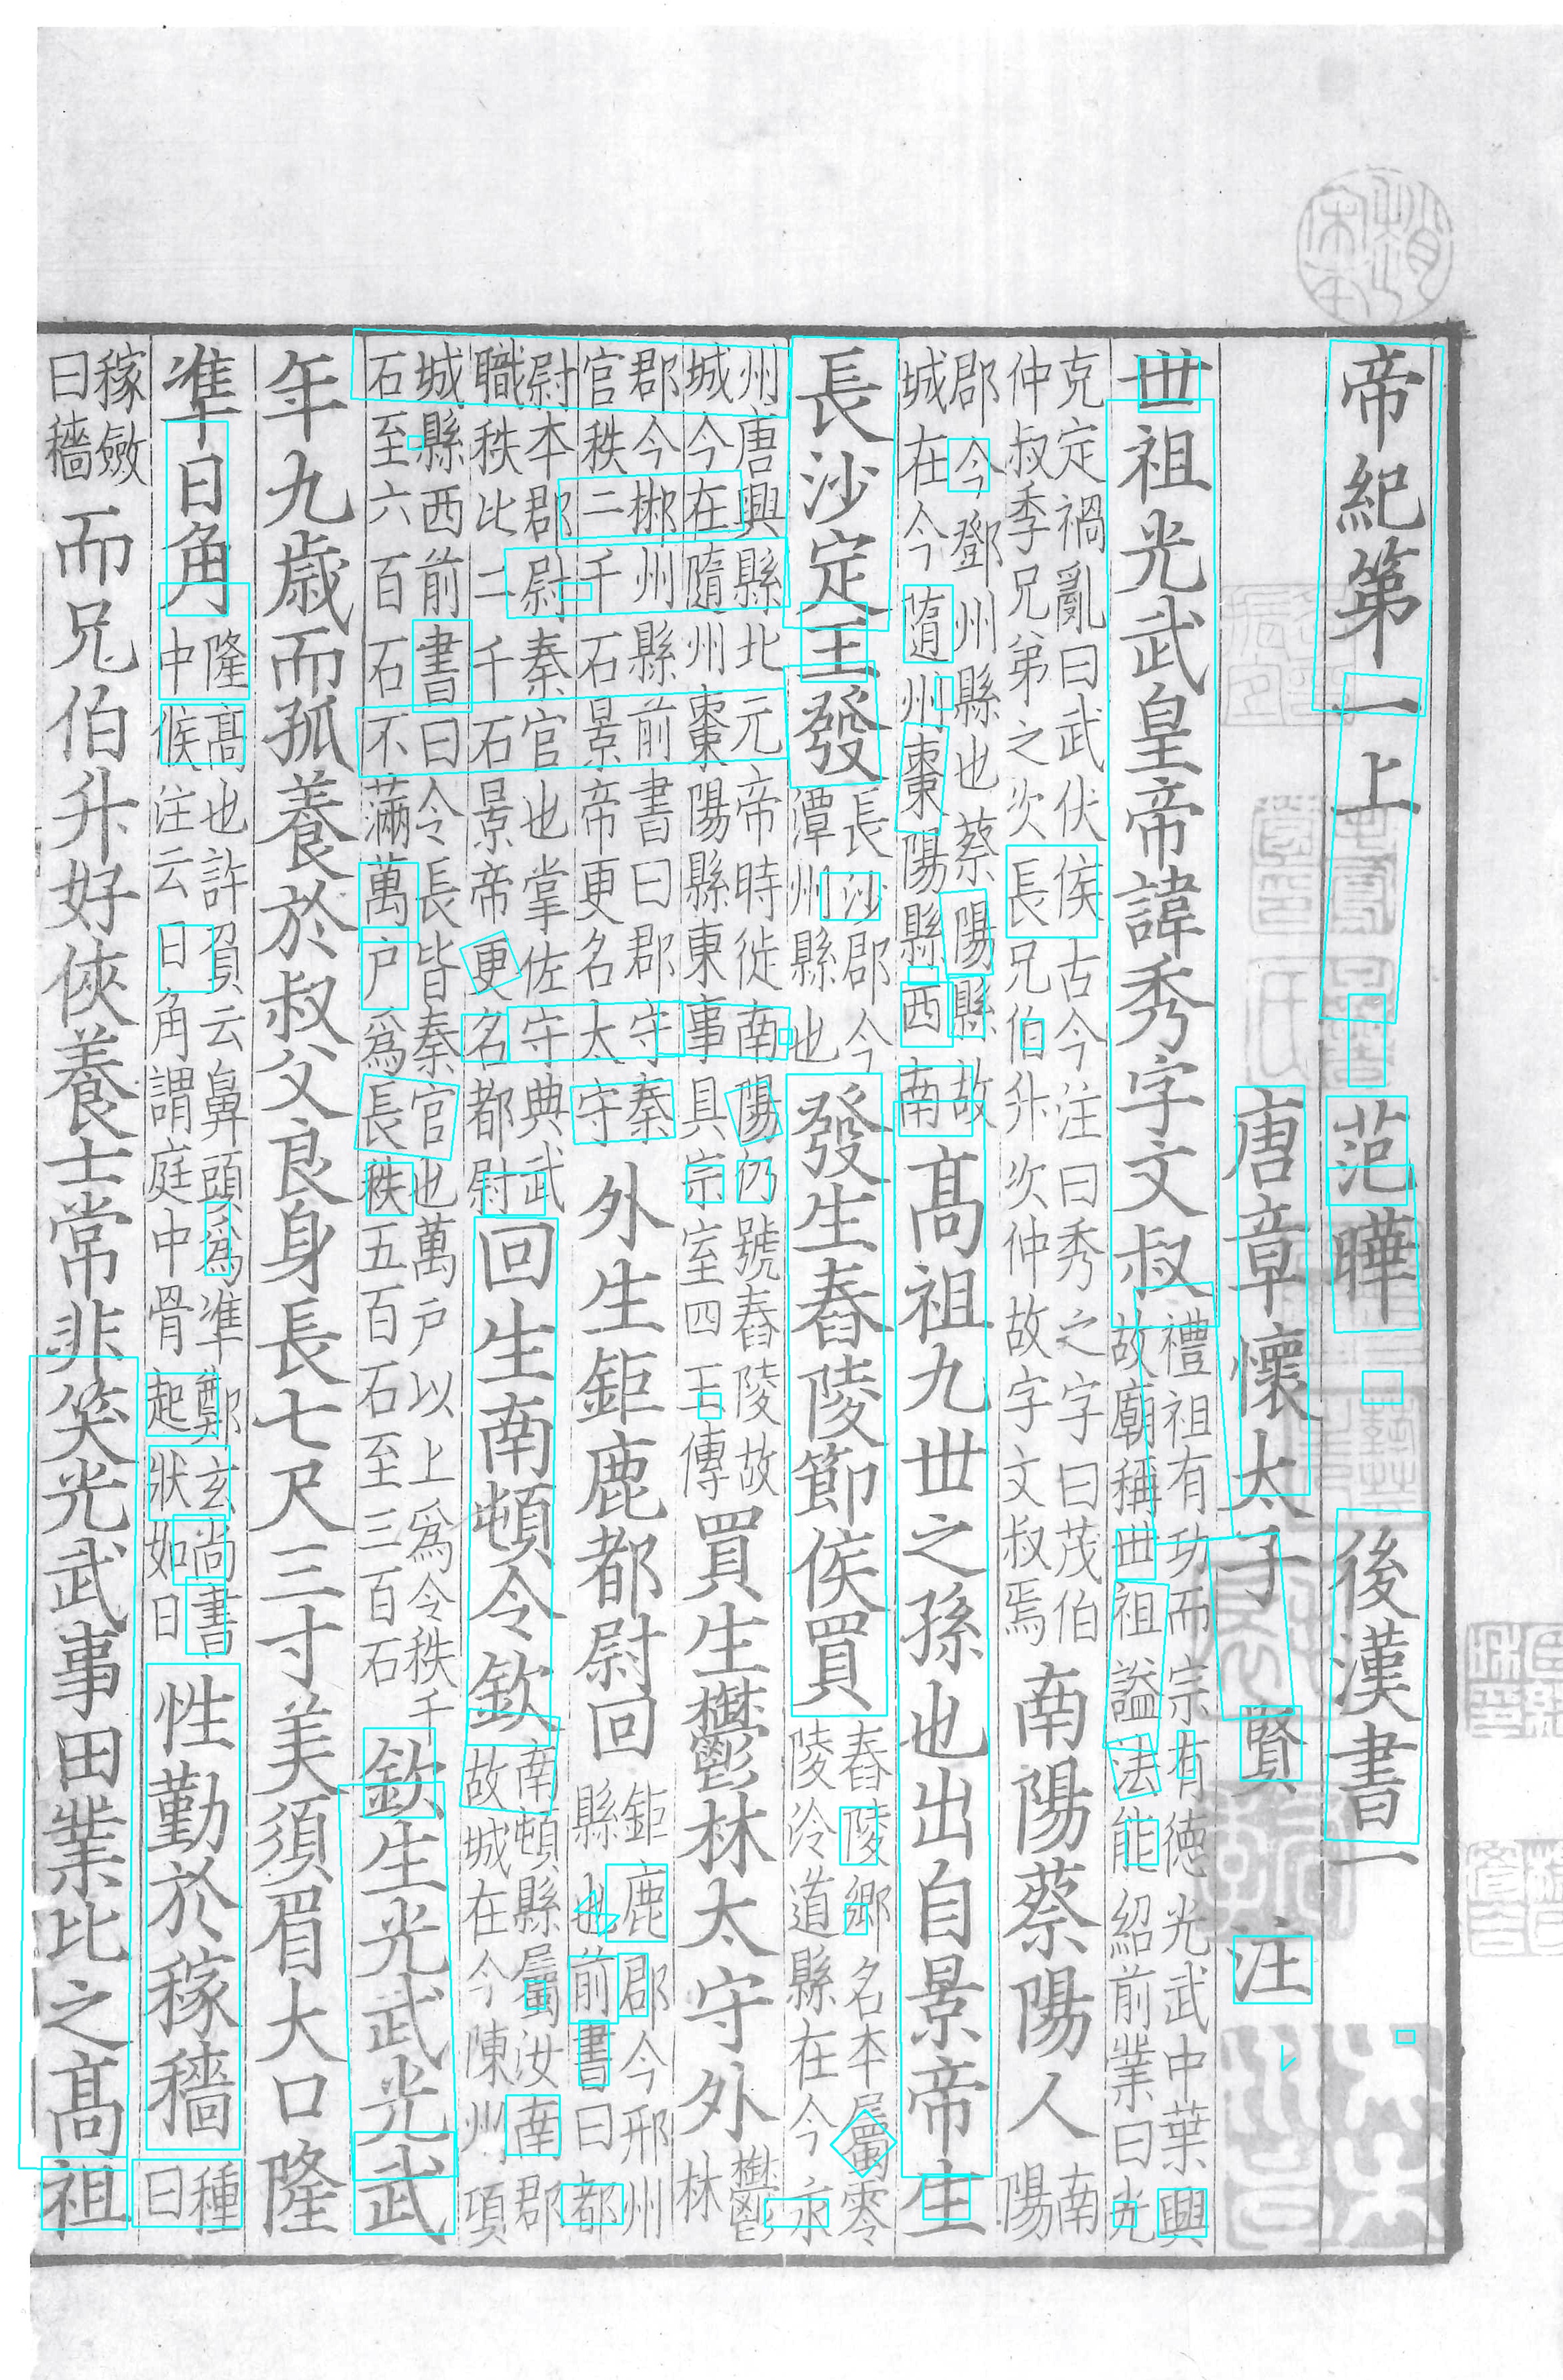 帝紀第一上 范曄 後漢書一
唐章懷太子賢 注
丗祖光武皇帝諱秀字文叔
禮祖有功而宗有德光武中葉興
故廟稱丗祖謚法能紹前業曰光
克定禍亂曰武伏侯古今注曰秀之字曰茂伯
仲叔季兄弟之次長兄伯升次仲故字文叔焉
南陽蔡陽人
南
陽
郡今鄧州縣也蔡陽縣故
城在今隨州棗陽縣西南
高祖九丗之孫也出自景帝生
長沙定王發
長沙郡今
潭州縣也
發生舂陵節侯買
舂陵鄉名本屬零
陵泠道縣在今永
州唐興縣北元帝時徙南陽仍號舂陵故
城今在隨州棗陽縣東事具宗室四王傳
買生鬱林太守外
鬱
林
郡今郴州縣前書曰郡守秦
官秩二千石景帝更名太守
外生鉅鹿都尉回
鉅鹿郡今邢州
縣也前書曰都
尉本郡尉秦官也掌佐守典武
職秩比二千石景帝更名都尉
回生南頓令欽
南頓縣屬汝南郡
故城在今陳州項
城縣西前書曰令長皆秦官也萬户以上爲令秩千
石至六百石不滿萬户爲長秩五百石至三百石
欽生光武光武
年九歲而孤養於叔父良身長七尺三寸美須眉大口隆
準日角
隆高也許負云鼻頭爲準鄭玄尚書
中候注云日角謂庭中骨起狀如日
性勤於稼穡
種
曰
稼斂
曰穡
而兄伯升好俠養士常非笑光武事田業比之高祖